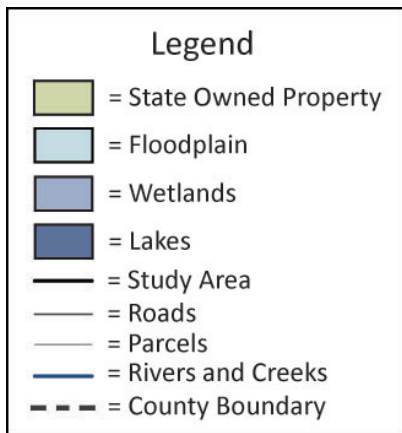 Legend
= State Owned Property
= Floodplain
= Wetlands
= Lakes
= Study Area
= Roads
= Parcels
= Rivers and Creeks
= County Boundary